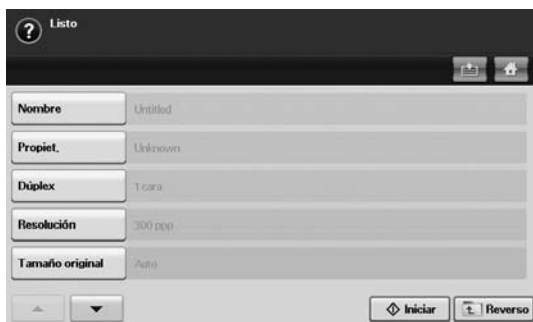 Listo
Nombre Untitled
Propiet. Unknown
Dúplex 1 cara
Resolución 300 ppp
Tamaño original Auto
Iniciar Reverso